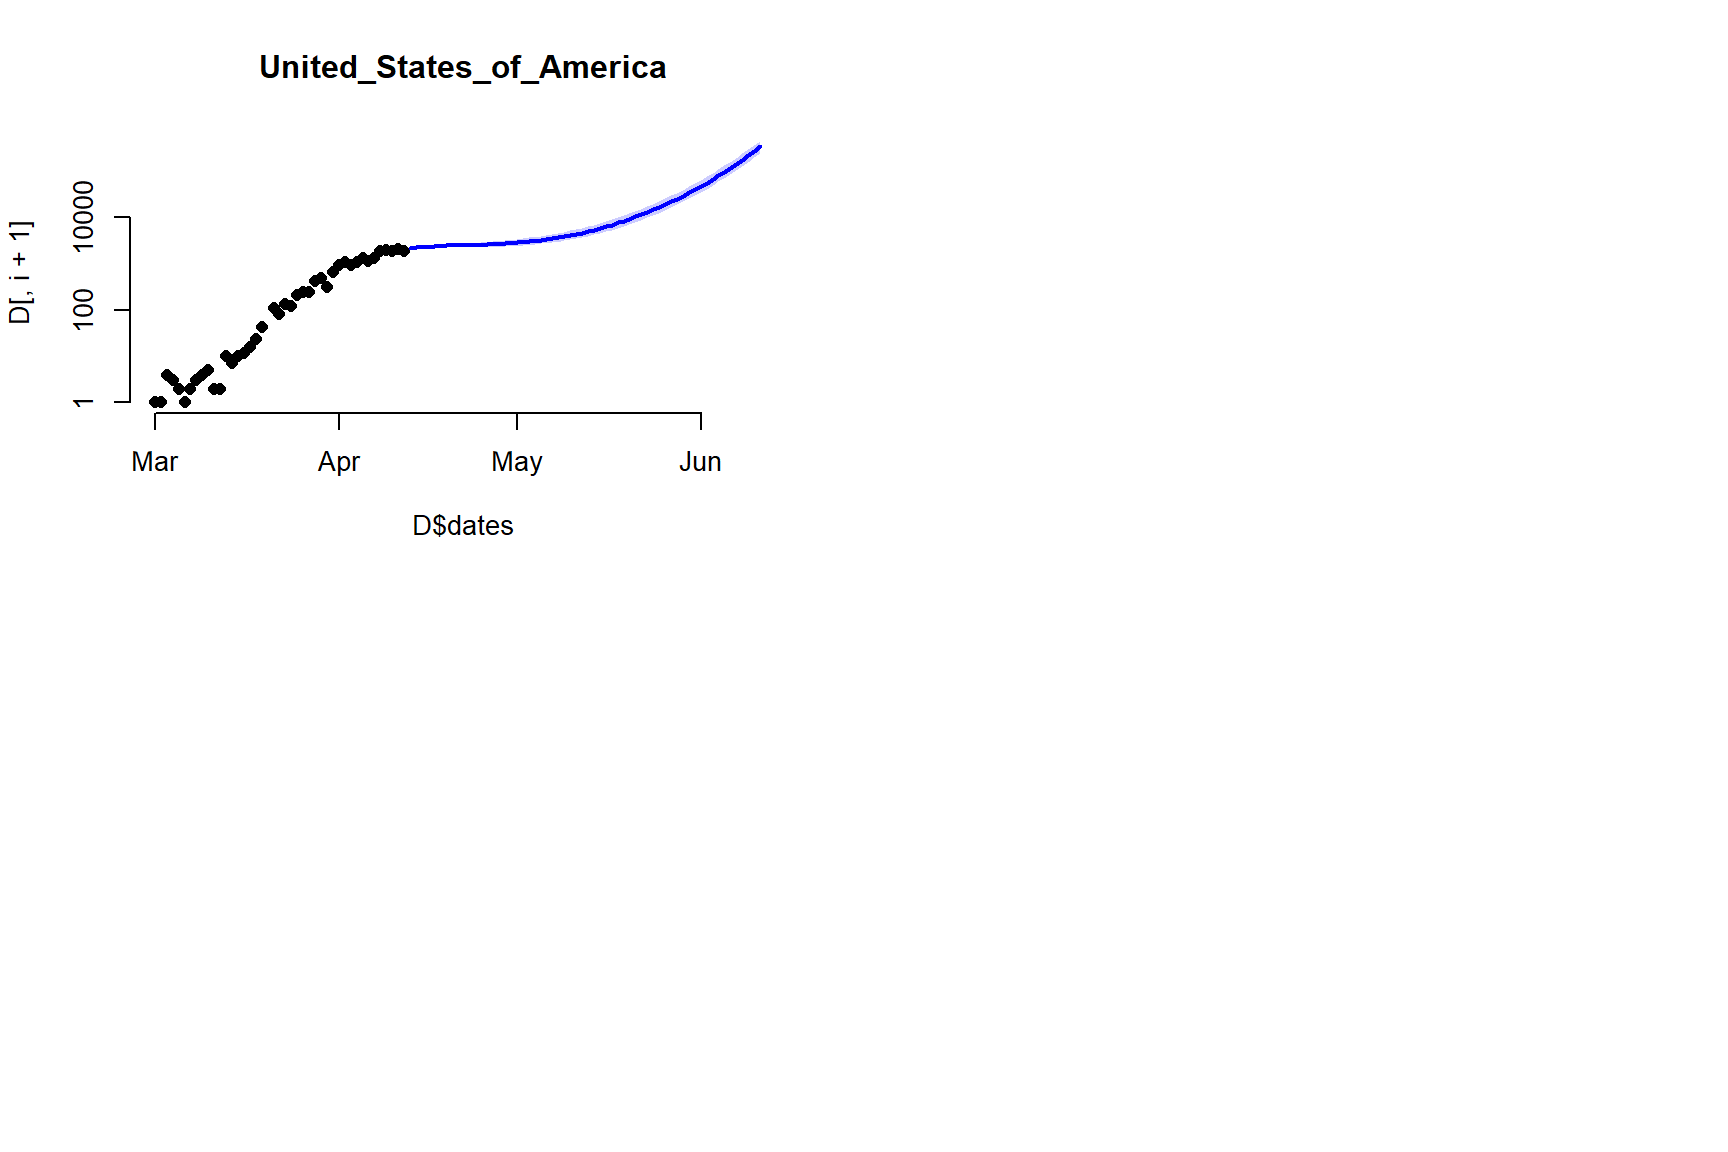 United_States_of_America
D[, i + 1]
10000
100
1
Mar Apr May Jun
D$dates